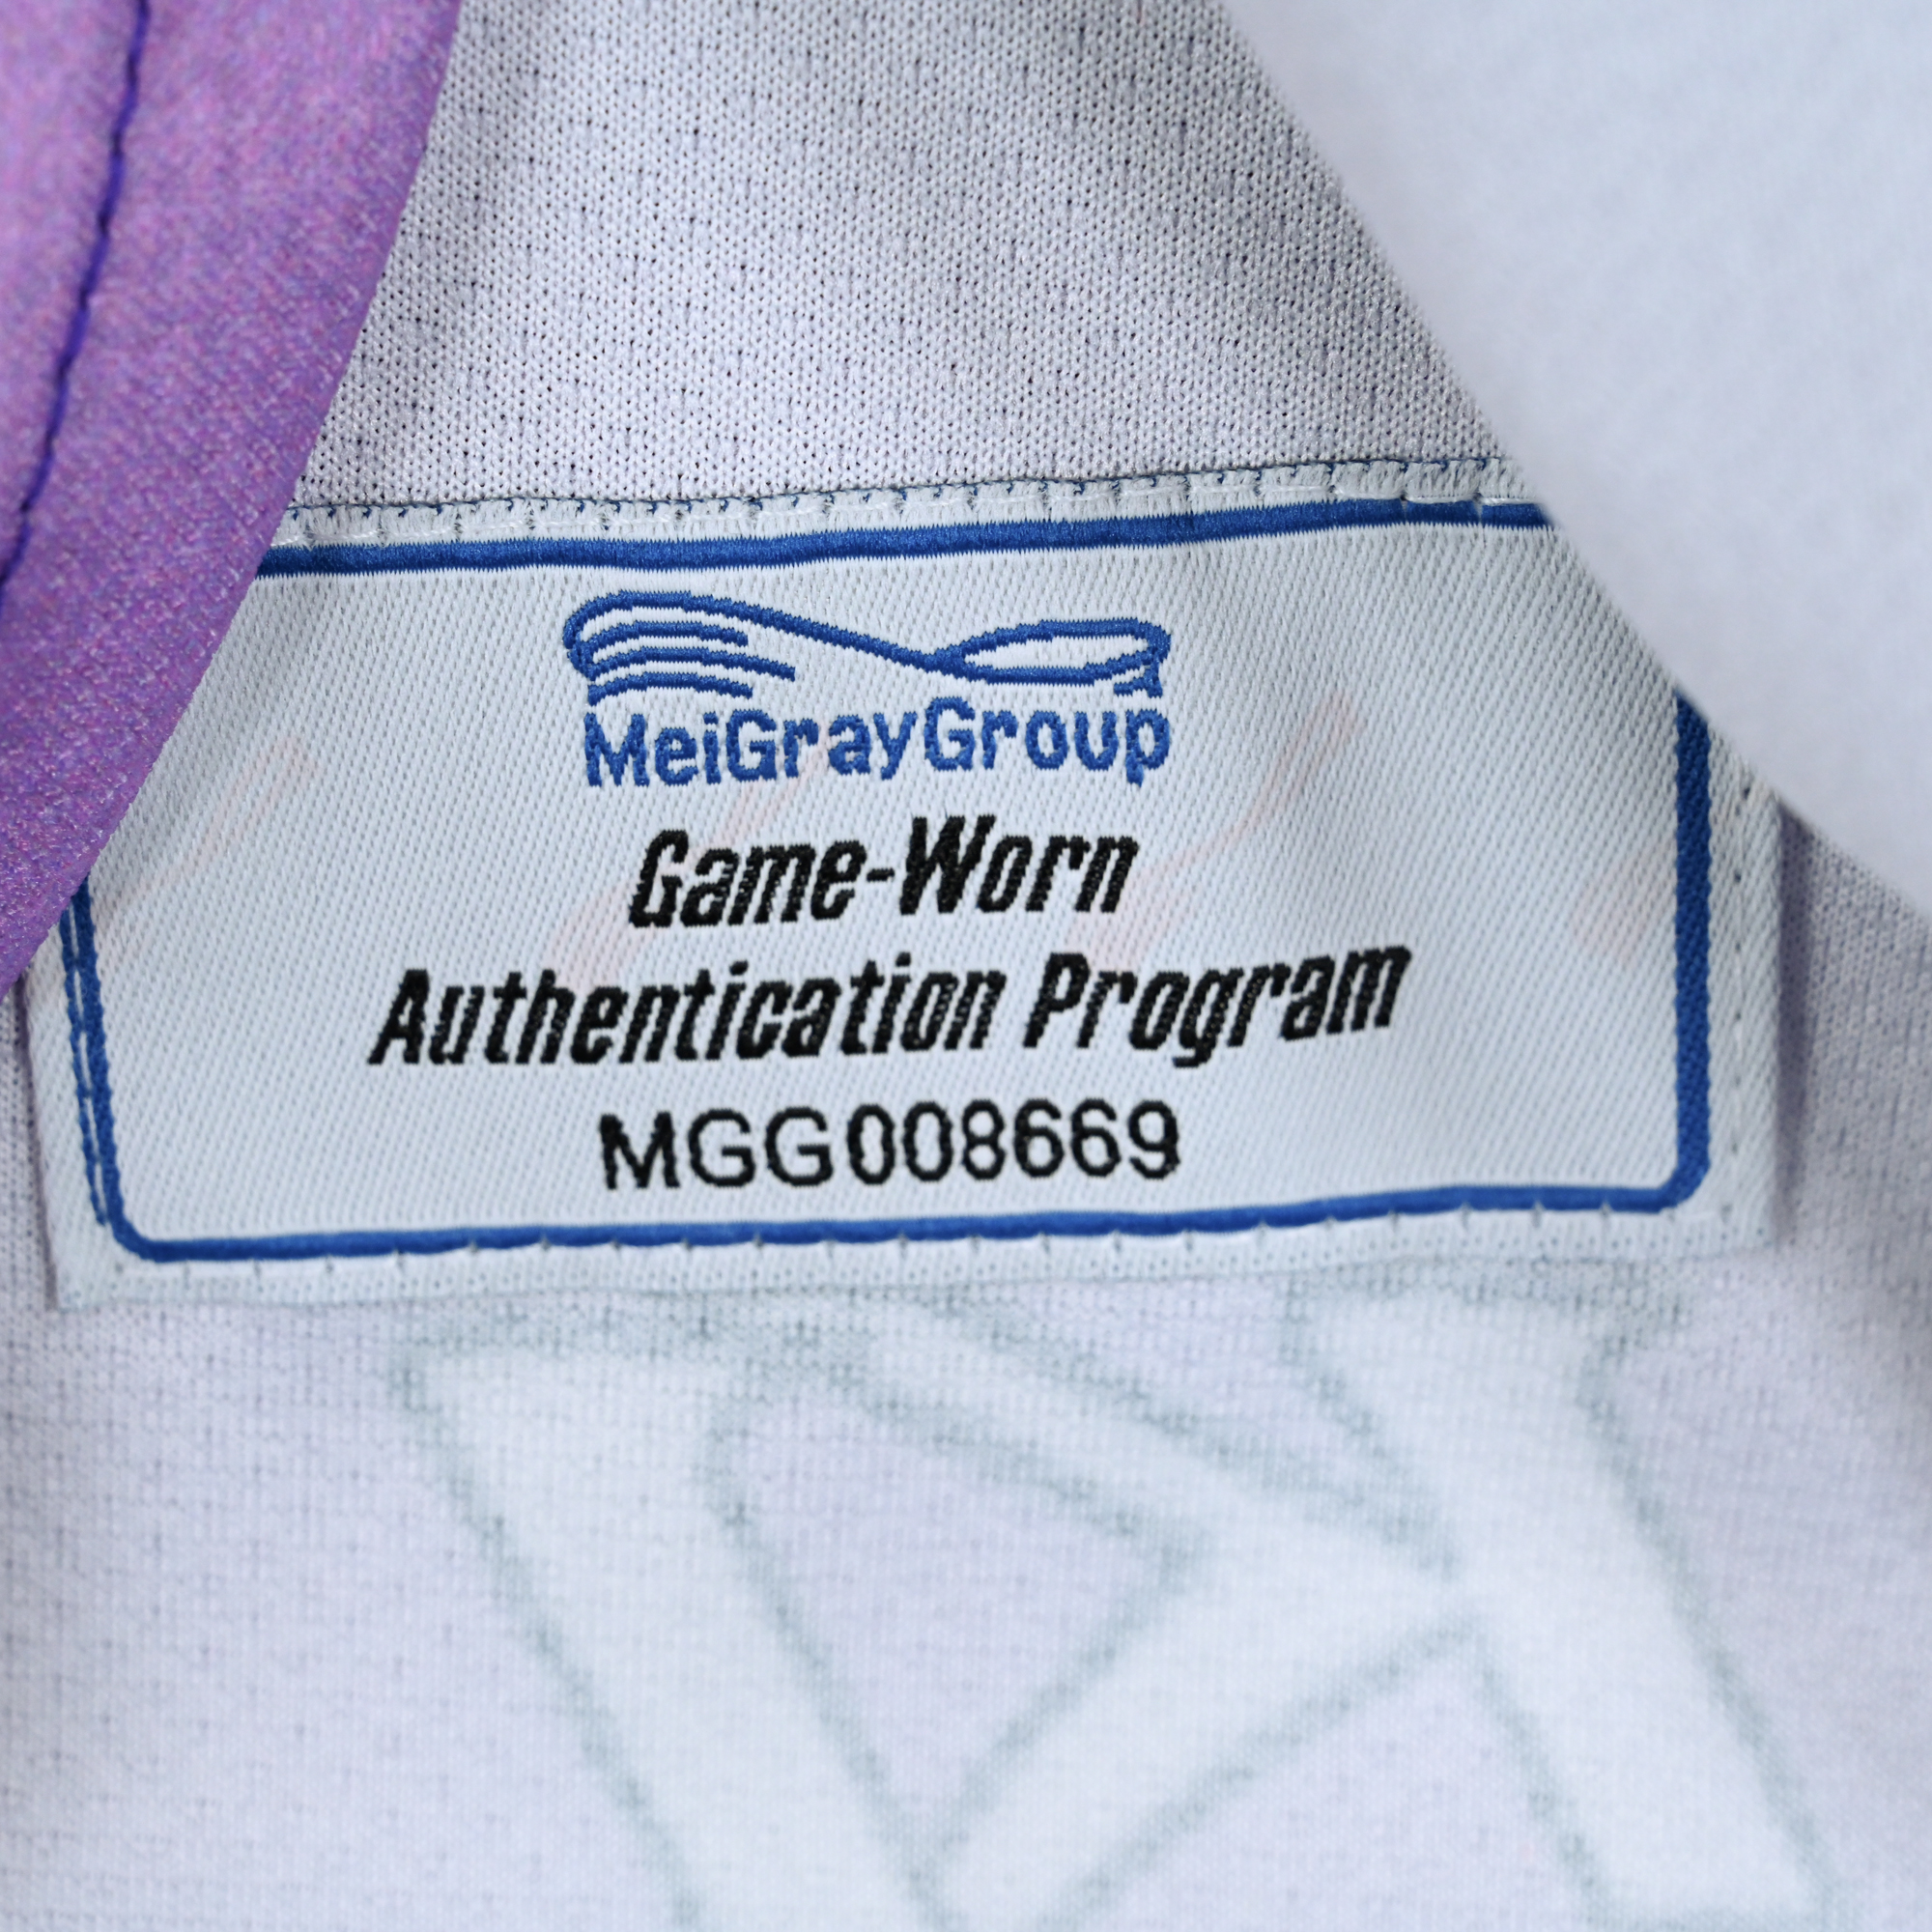 MeiGrayGroup
Game-Worn
Authentication Program
MGG008669